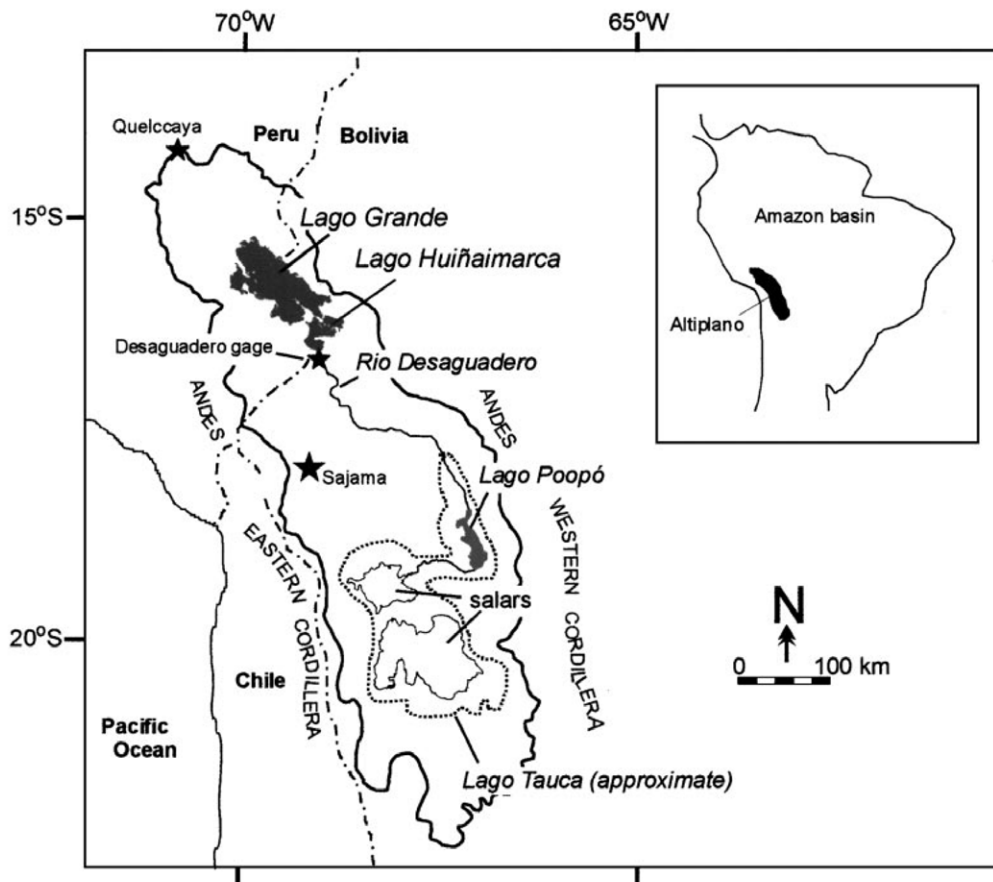 70°W
65°W
15°S
20°S
Quelccaya
Peru
Bolivia
Lago Grande
Lago Huiñaimarca
Desaguadero gage
Rio Desaguadero
ANDES
ANDES
Sajama
Lago Poopó
EASTERN CORDILLERA
WESTERN CORDILLERA
salars
Chile
Pacific
Ocean
Lago Tauca (approximate)
Amazon basin
Altiplano
N
0 100 km